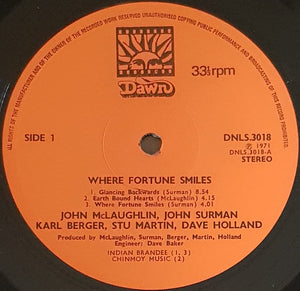 ALL RIGHTS OF THE MANUFACTURER AND OF THE OWNER OF THE RECORDED WORK RESERVED UNAUTHORISED COPYING PUBLIC PERFORMANCE AND BROADCASTING OF THIS RECORD PROHIBITED
Dawn
33⅓rpm
SIDE 1
DNLS.3018
℗ 1971
DNLS.3018-A
STEREO
WHERE FORTUNE SMILES
1. Glancing Backwards (Surman) 8.54
2. Earth Bound Hearts (McLaughlin) 4.15
3. Where Fortune Smiles (Surman) 4.01
JOHN McLAUGHLIN, JOHN SURMAN
KARL BERGER, STU MARTIN, DAVE HOLLAND
Produced by McLaughlin, Surman, Berger, Martin, Holland
Engineer: Dave Baker
INDIAN BRANDEE (1, 3)
CHINMOY MUSIC (2)